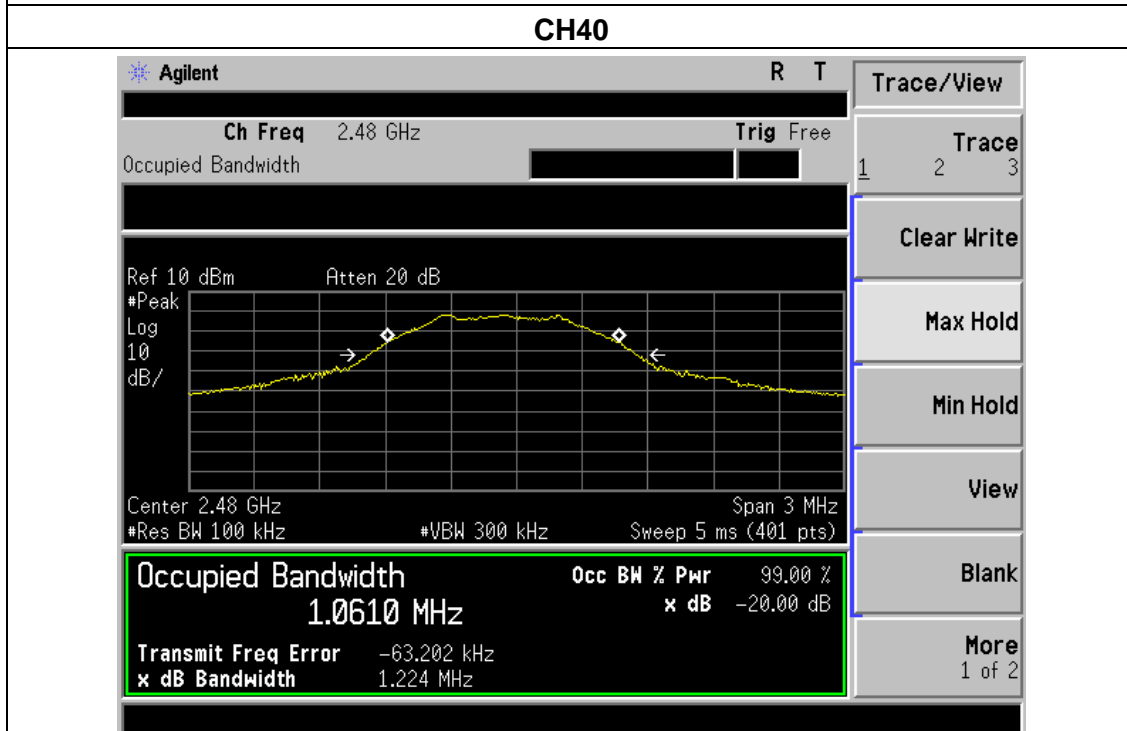 CH40
Agilent R T
Trace/View
Ch Freq 2.48 GHz Trig Free
Occupied Bandwidth
Trace
1 2 3
Clear Write
Ref 10 dBm Atten 20 dB
#Peak
Log
10
dB/
Max Hold
Min Hold
View
Center 2.48 GHz Span 3 MHz
#Res BW 100 kHz #VBW 300 kHz Sweep 5 ms (401 pts)
Occupied Bandwidth Occ BW % Pwr 99.00 %
1.0610 MHz x dB -20.00 dB
Blank
Transmit Freq Error -63.202 kHz
x dB Bandwidth 1.224 MHz
More
1 of 2